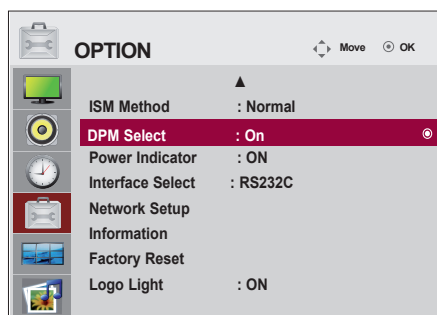 OPTION Move OK
▲
ISM Method : Normal
DPM Select : On
Power Indicator : ON
Interface Select : RS232C
Network Setup
Information
Factory Reset
Logo Light : ON